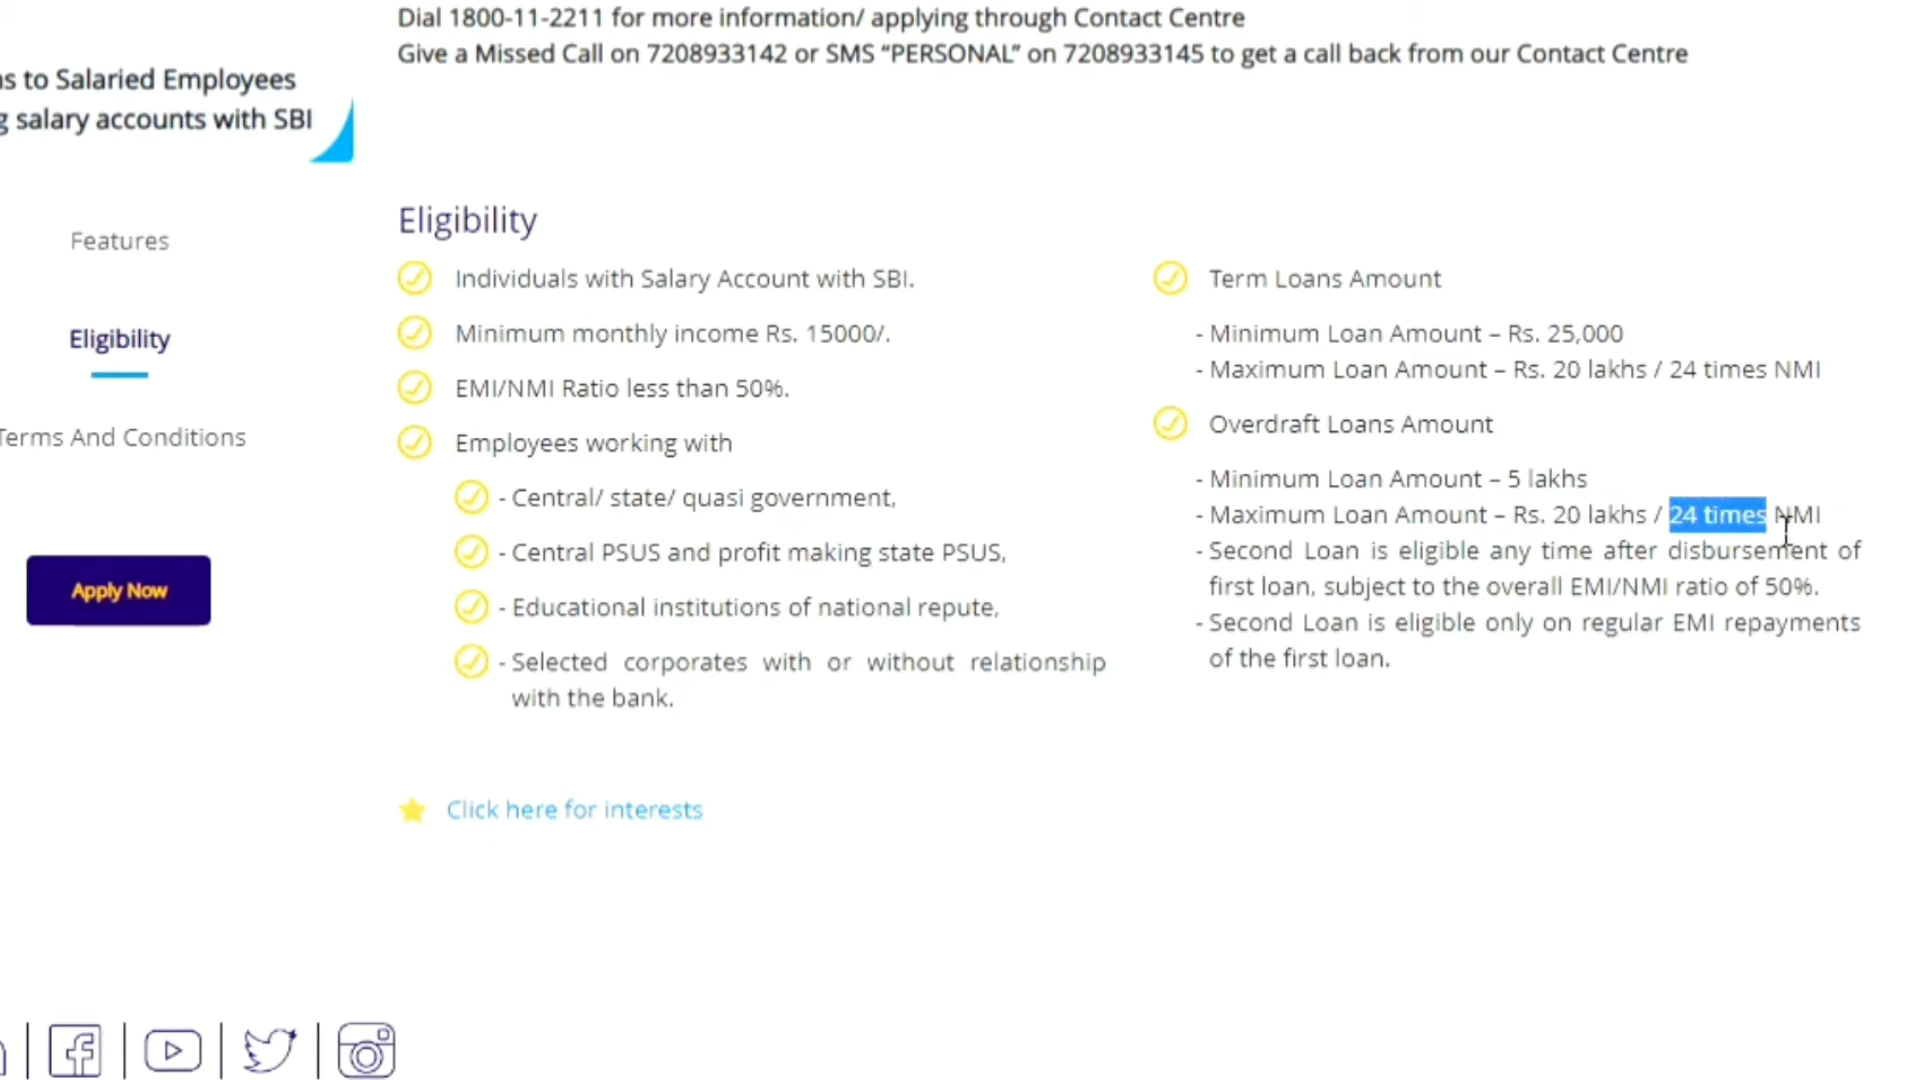 Dial 1800-11-2211 for more information/ applying through Contact Centre
Give a Missed Call on 7208933142 or SMS “PERSONAL” on 7208933145 to get a call back from our Contact Centre
to Salaried Employees
salary accounts with SBI
Features
Eligibility
Terms And Conditions
Apply Now
Eligibility
Individuals with Salary Account with SBI.
Minimum monthly income Rs. 15000/.
EMI/NMI Ratio less than 50%.
Employees working with
- Central/ state/ quasi government,
- Central PSUS and profit making state PSUS,
- Educational institutions of national repute,
- Selected corporates with or without relationship
with the bank.
Term Loans Amount
- Minimum Loan Amount – Rs. 25,000
- Maximum Loan Amount – Rs. 20 lakhs / 24 times NMI
Overdraft Loans Amount
- Minimum Loan Amount – 5 lakhs
- Maximum Loan Amount – Rs. 20 lakhs / 24 times NMI
- Second Loan is eligible any time after disbursement of
first loan, subject to the overall EMI/NMI ratio of 50%.
- Second Loan is eligible only on regular EMI repayments
of the first loan.
Click here for interests